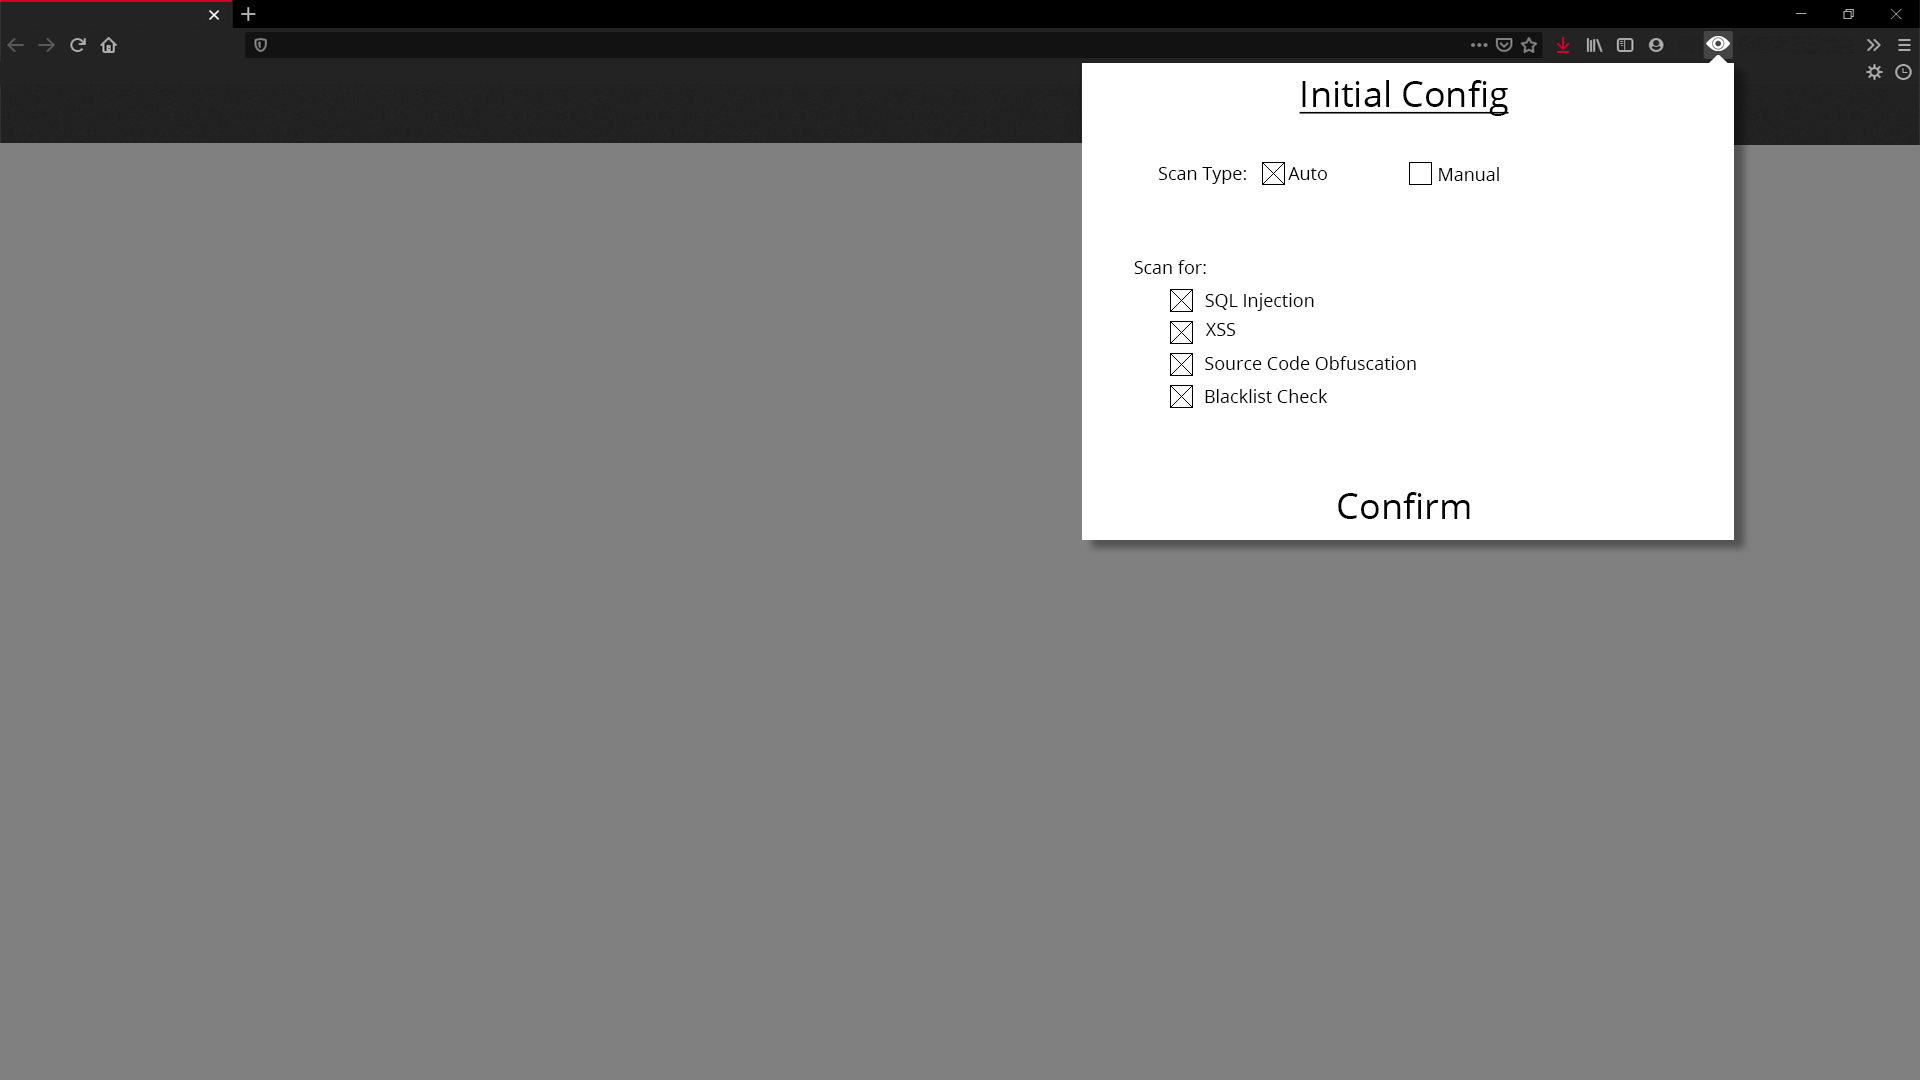 Initial Config
Scan Type: Auto Manual
Scan for:
SQL Injection
XSS
Source Code Obfuscation
Blacklist Check
Confirm